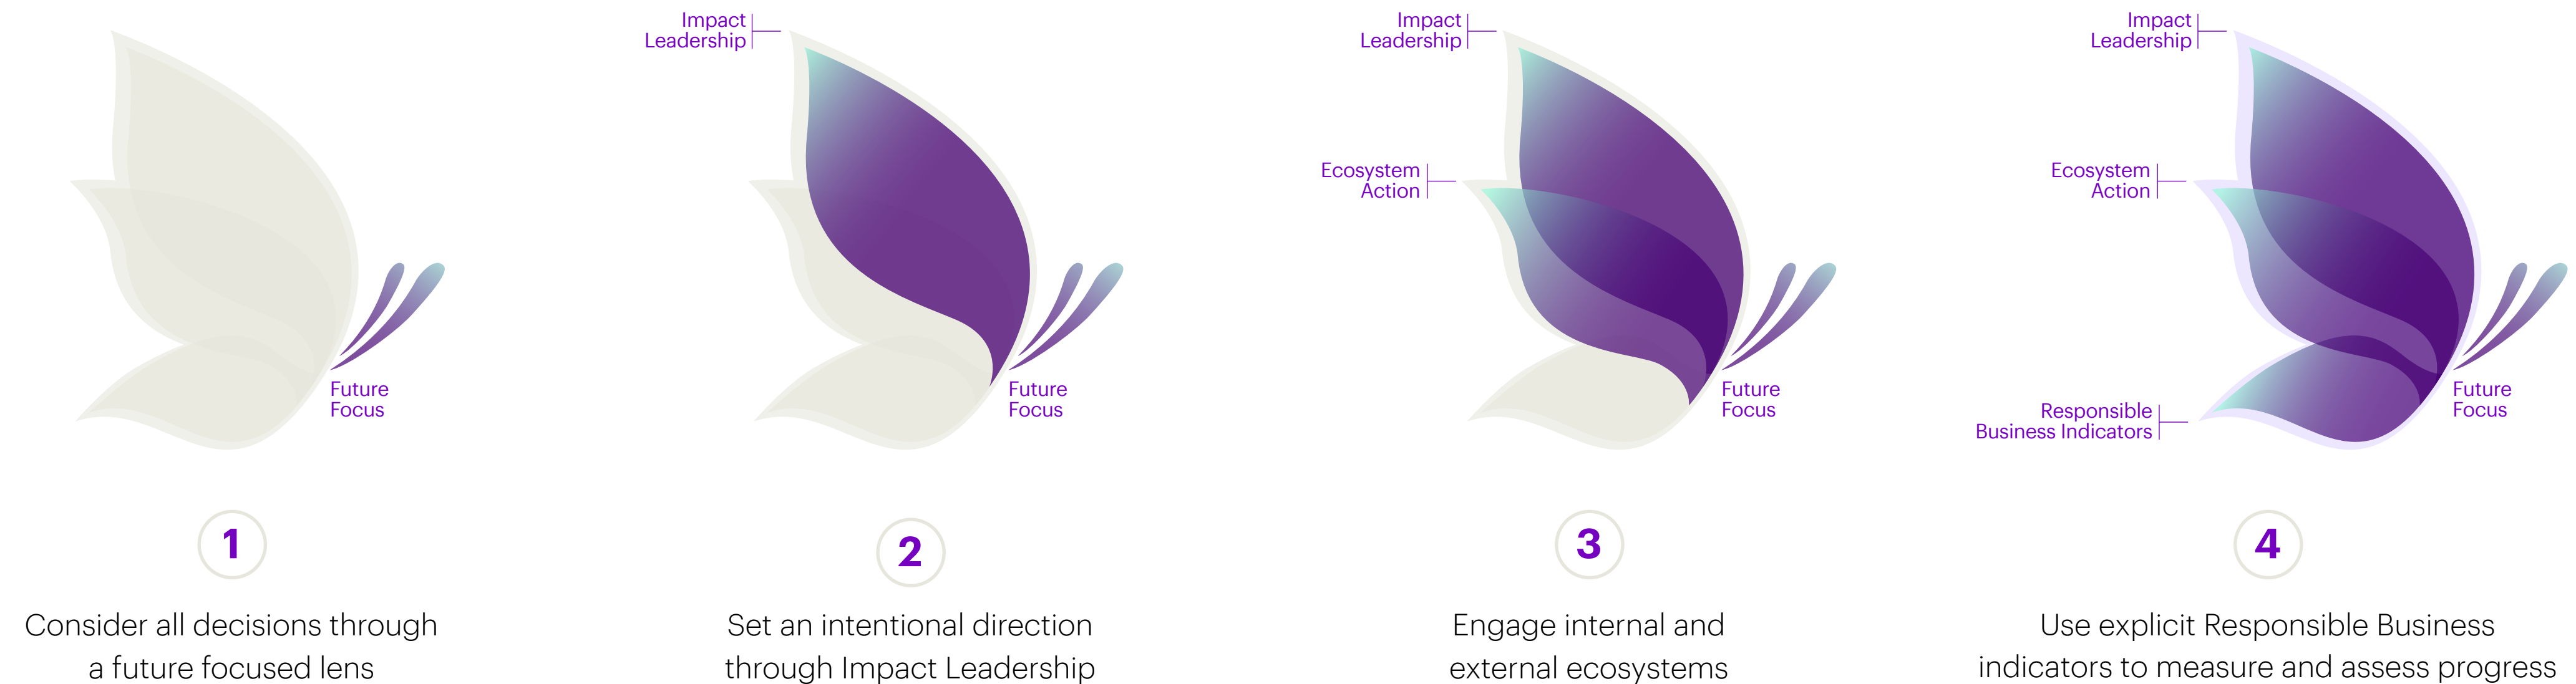 Impact
Leadership
Future
Focus
Impact
Leadership
Ecosystem
Action
Future
Focus
Impact
Leadership
Ecosystem
Action
Responsible
Business Indicators
Future
Focus
Future
Focus
1
Consider all decisions through
a future focused lens
2
Set an intentional direction
through Impact Leadership
3
Engage internal and
external ecosystems
4
Use explicit Responsible Business
indicators to measure and assess progress